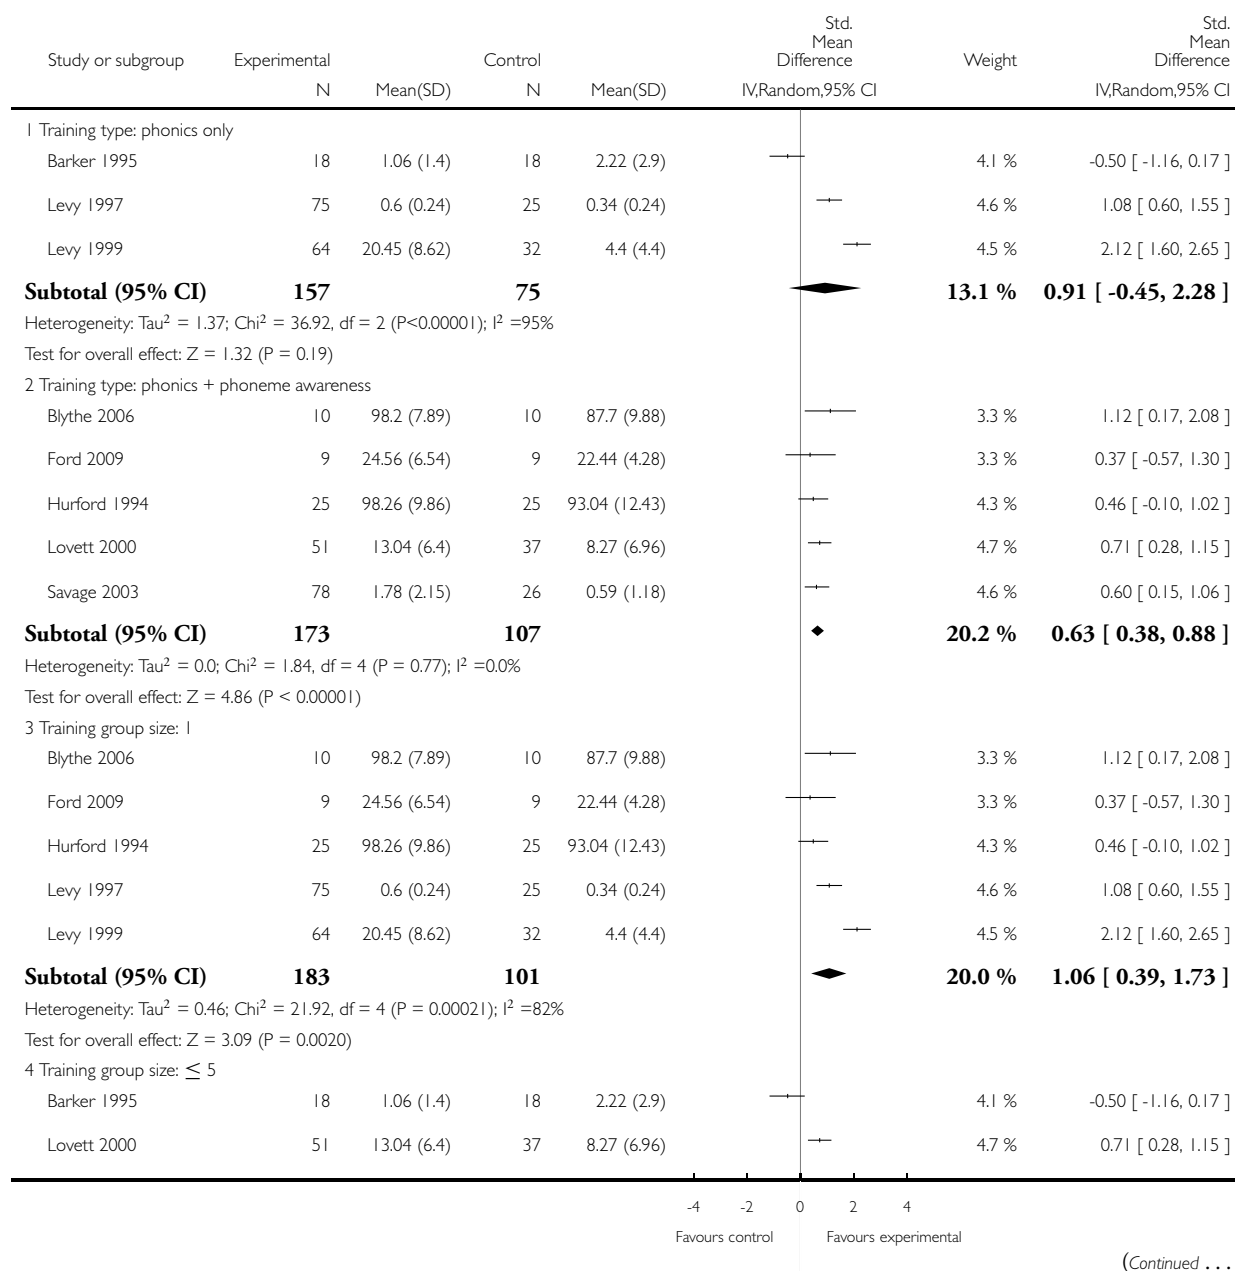 Study or subgroup Experimental Control Std. Mean Difference Weight Std. Mean Difference
N Mean(SD) N Mean(SD) IV,Random,95% CI IV,Random,95% CI
1 Training type: phonics only
Barker 1995 18 1.06 (1.4) 18 2.22 (2.9) 4.1 % -0.50 [ -1.16, 0.17 ]
Levy 1997 75 0.6 (0.24) 25 0.34 (0.24) 4.6 % 1.08 [ 0.60, 1.55 ]
Levy 1999 64 20.45 (8.62) 32 4.4 (4.4) 4.5 % 2.12 [ 1.60, 2.65 ]
Subtotal (95% CI) 157 75 13.1 % 0.91 [ -0.45, 2.28 ]
Heterogeneity: Tau² = 1.37; Chi² = 36.92, df = 2 (P<0.00001); I² =95%
Test for overall effect: Z = 1.32 (P = 0.19)
2 Training type: phonics + phoneme awareness
Blythe 2006 10 98.2 (7.89) 10 87.7 (9.88) 3.3 % 1.12 [ 0.17, 2.08 ]
Ford 2009 9 24.56 (6.54) 9 22.44 (4.28) 3.3 % 0.37 [ -0.57, 1.30 ]
Hurford 1994 25 98.26 (9.86) 25 93.04 (12.43) 4.3 % 0.46 [ -0.10, 1.02 ]
Lovett 2000 51 13.04 (6.4) 37 8.27 (6.96) 4.7 % 0.71 [ 0.28, 1.15 ]
Savage 2003 78 1.78 (2.15) 26 0.59 (1.18) 4.6 % 0.60 [ 0.15, 1.06 ]
Subtotal (95% CI) 173 107 20.2 % 0.63 [ 0.38, 0.88 ]
Heterogeneity: Tau² = 0.0; Chi² = 1.84, df = 4 (P = 0.77); I² =0.0%
Test for overall effect: Z = 4.86 (P < 0.00001)
3 Training group size: 1
Blythe 2006 10 98.2 (7.89) 10 87.7 (9.88) 3.3 % 1.12 [ 0.17, 2.08 ]
Ford 2009 9 24.56 (6.54) 9 22.44 (4.28) 3.3 % 0.37 [ -0.57, 1.30 ]
Hurford 1994 25 98.26 (9.86) 25 93.04 (12.43) 4.3 % 0.46 [ -0.10, 1.02 ]
Levy 1997 75 0.6 (0.24) 25 0.34 (0.24) 4.6 % 1.08 [ 0.60, 1.55 ]
Levy 1999 64 20.45 (8.62) 32 4.4 (4.4) 4.5 % 2.12 [ 1.60, 2.65 ]
Subtotal (95% CI) 183 101 20.0 % 1.06 [ 0.39, 1.73 ]
Heterogeneity: Tau² = 0.46; Chi² = 21.92, df = 4 (P = 0.00021); I² =82%
Test for overall effect: Z = 3.09 (P = 0.0020)
4 Training group size: ≤ 5
Barker 1995 18 1.06 (1.4) 18 2.22 (2.9) 4.1 % -0.50 [ -1.16, 0.17 ]
Lovett 2000 51 13.04 (6.4) 37 8.27 (6.96) 4.7 % 0.71 [ 0.28, 1.15 ]
-4 -2 0 2 4
Favours control Favours experimental
(Continued . . .